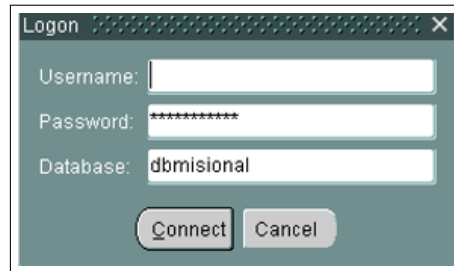 Logon
Username:
Password: ***********
Database: dbmisional
Connect Cancel